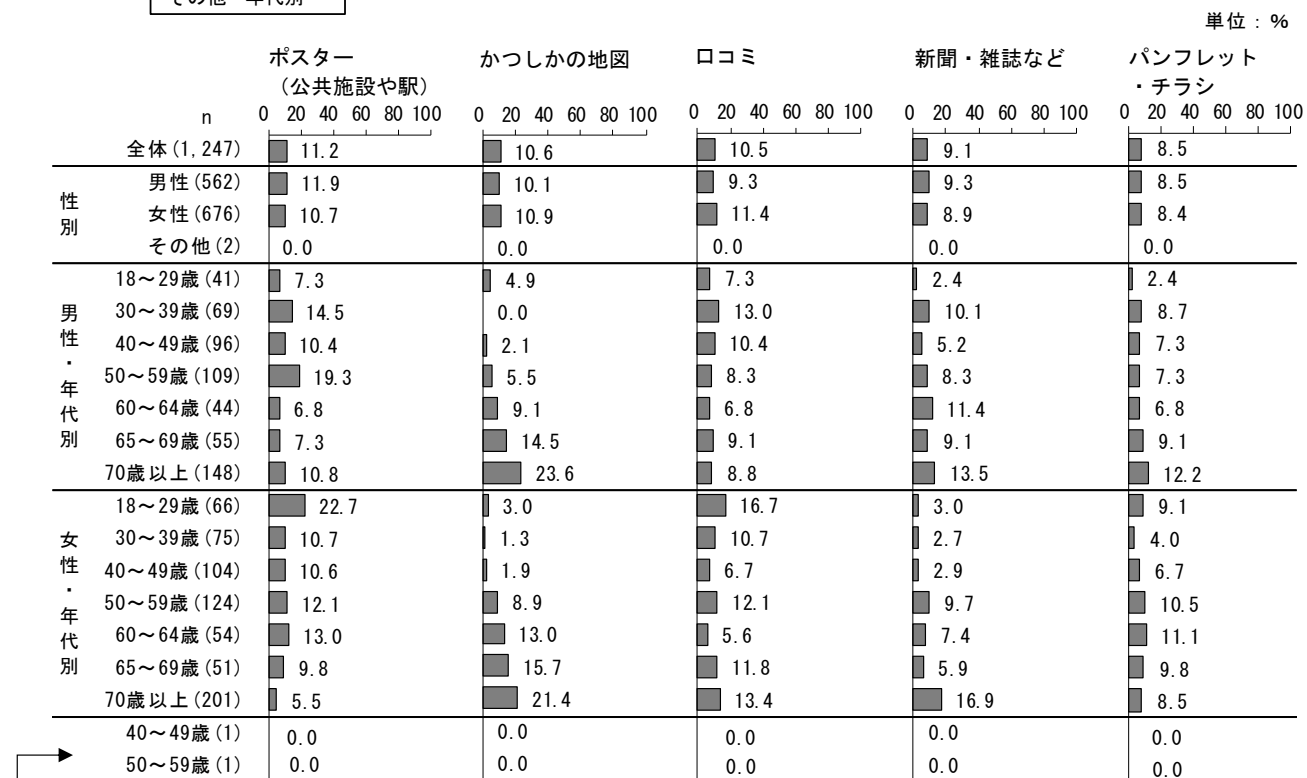 その他・年代別
単位：％
ポスター（公共施設や駅） かつしかの地図 口コミ 新聞・雑誌など パンフレット・チラシ
n 0 20 40 60 80 100 0 20 40 60 80 100 0 20 40 60 80 100 0 20 40 60 80 100 0 20 40 60 80 100
全体(1,247) 11.2 10.6 10.5 9.1 8.5
性別
男性(562) 11.9 10.1 9.3 9.3 8.5
女性(676) 10.7 10.9 11.4 8.9 8.4
その他(2) 0.0 0.0 0.0 0.0 0.0
男性・年代別
18～29歳(41) 7.3 4.9 7.3 2.4 2.4
30～39歳(69) 14.5 0.0 13.0 10.1 8.7
40～49歳(96) 10.4 2.1 10.4 5.2 7.3
50～59歳(109) 19.3 5.5 8.3 8.3 7.3
60～64歳(44) 6.8 9.1 6.8 11.4 6.8
65～69歳(55) 7.3 14.5 9.1 9.1 9.1
70歳以上(148) 10.8 23.6 8.8 13.5 12.2
女性・年代別
18～29歳(66) 22.7 3.0 16.7 3.0 9.1
30～39歳(75) 10.7 1.3 10.7 2.7 4.0
40～49歳(104) 10.6 1.9 6.7 2.9 6.7
50～59歳(124) 12.1 8.9 12.1 9.7 10.5
60～64歳(54) 13.0 13.0 5.6 7.4 11.1
65～69歳(51) 9.8 15.7 11.8 5.9 9.8
70歳以上(201) 5.5 21.4 13.4 16.9 8.5
40～49歳(1) 0.0 0.0 0.0 0.0 0.0
50～59歳(1) 0.0 0.0 0.0 0.0 0.0